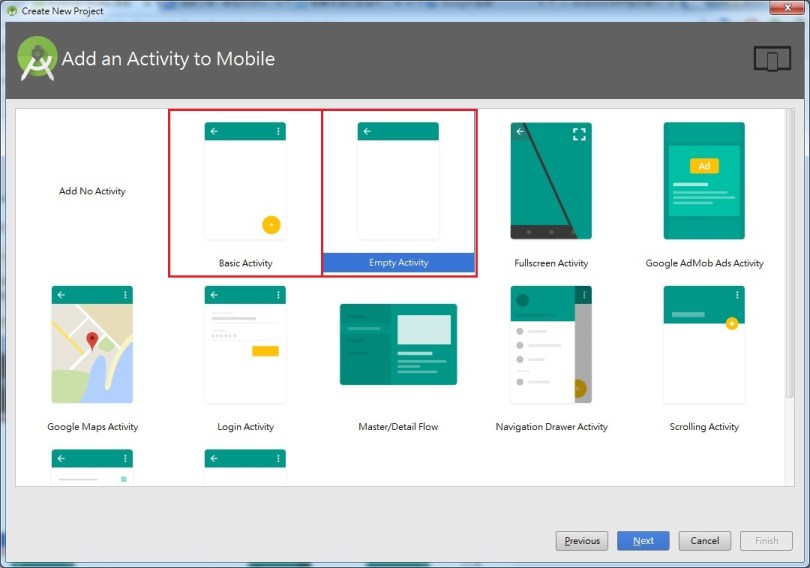 Create New Project
Add an Activity to Mobile
Add No Activity
Basic Activity
Empty Activity
Fullscreen Activity
Ad
Google AdMob Ads Activity
Google Maps Activity
Login Activity
Master/Detail Flow
Navigation Drawer Activity
Scrolling Activity
Previous
Next
Cancel
Finish